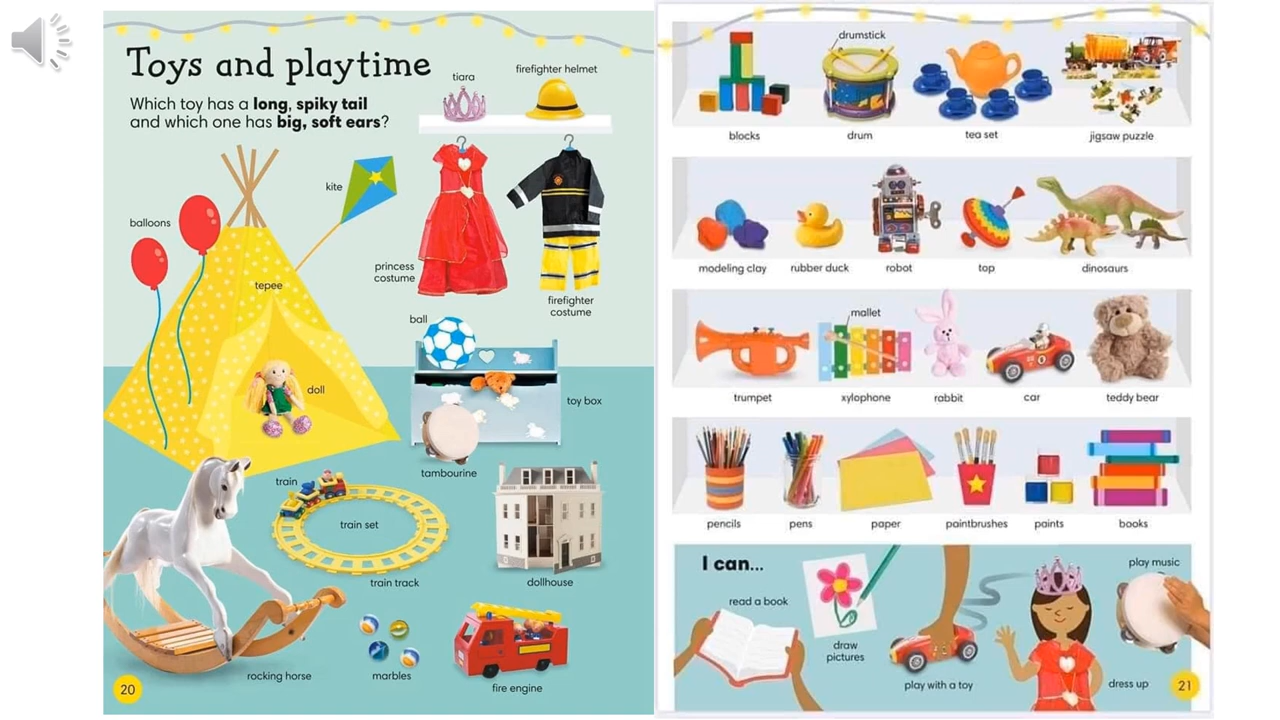 Toys and playtime
Which toy has a long, spiky tail
and which one has big, soft ears?
tiara
firefighter helmet
kite
balloons
tepee
princess
costume
firefighter
costume
ball
doll
toy box
tambourine
train
train set
train track
dollhouse
rocking horse
marbles
fire engine
20
drumstick
blocks
drum
tea set
jigsaw puzzle
modeling clay
rubber duck
robot
top
dinosaurs
mallet
trumpet
xylophone
rabbit
car
teddy bear
pencils
pens
paper
paintbrushes
paints
books
I can...
read a book
draw
pictures
play with a toy
dress up
play music
21